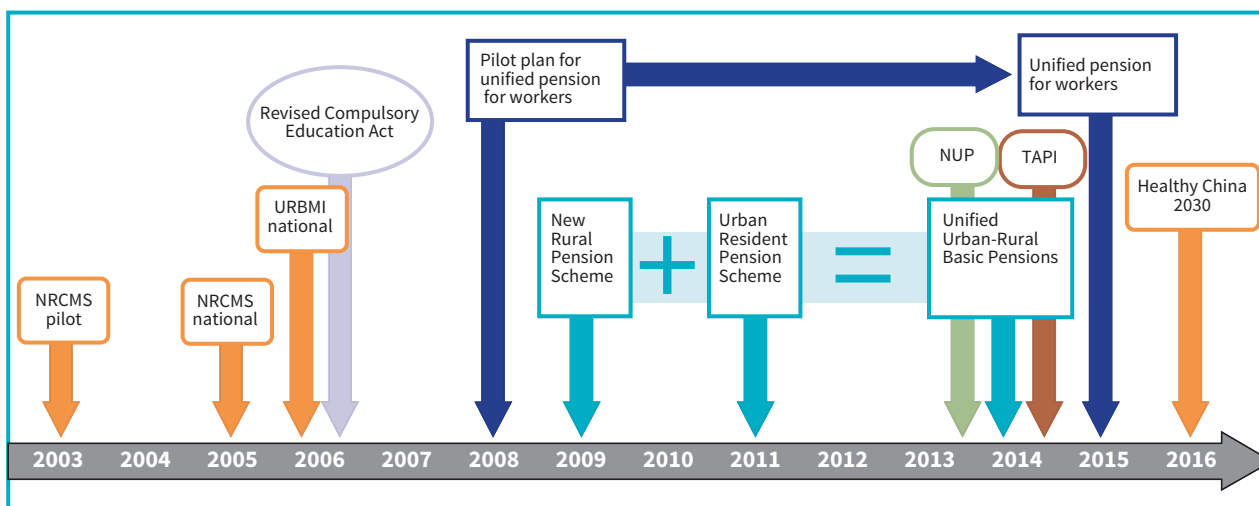 Pilot plan for
unified pension
for workers
Unified pension
for workers
Revised Compulsory
Education Act
NUP
TAPI
URBMI
national
New
Rural
Pension
Scheme
+
Urban
Resident
Pension
Scheme
=
Unified
Urban-Rural
Basic Pensions
Healthy China
2030
NRCMS
pilot
NRCMS
national
2003 2004 2005 2006 2007 2008 2009 2010 2011 2012 2013 2014 2015 2016